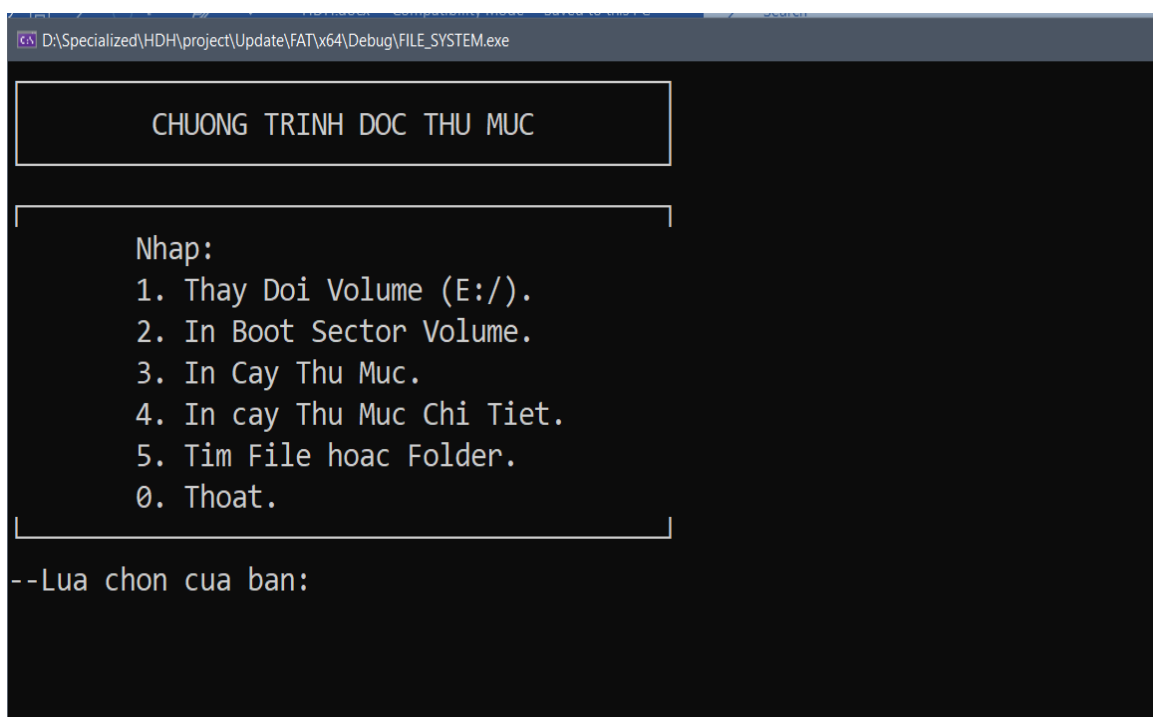 D:\Specialized\HDH\project\Update\FAT\x64\Debug\FILE_SYSTEM.exe
CHUONG TRINH DOC THU MUC
Nhap:
1. Thay Doi Volume (E:/).
2. In Boot Sector Volume.
3. In Cay Thu Muc.
4. In cay Thu Muc Chi Tiet.
5. Tim File hoac Folder.
0. Thoat.
--Lua chon cua ban: